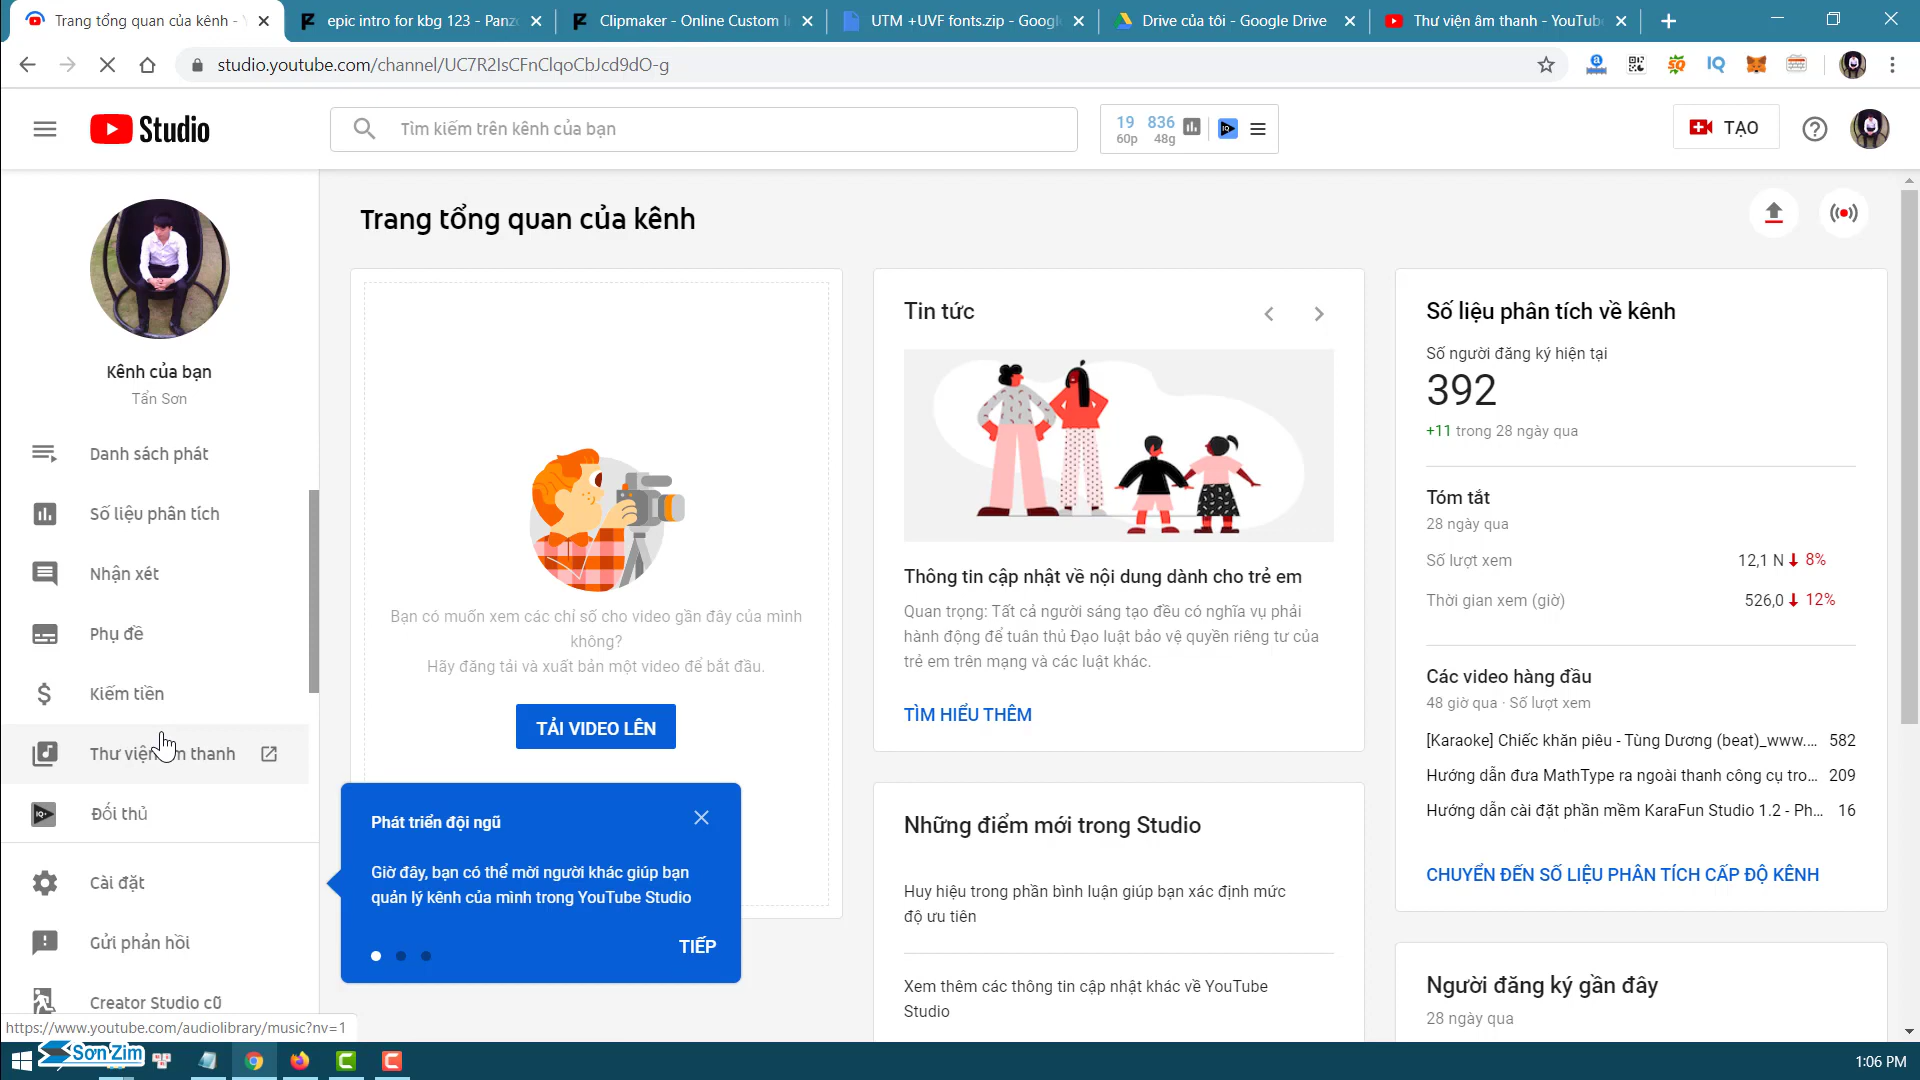 Trang tổng quan của kênh - Y
epic intro for kbg 123 - Panz
Clipmaker - Online Custom I
UTM +UVF fonts.zip - Googl
Drive của tôi - Google Drive
Thư viện âm thanh - YouTub
studio.youtube.com/channel/UC7R2IsCFnClqoCbJcd9dO-g
Studio
Tìm kiếm trên kênh của bạn
19 836
60p 48g
TẠO
Kênh của bạn
Tấn Sơn
Danh sách phát
Số liệu phân tích
Nhận xét
Phụ đề
Kiếm tiền
Thư viện âm thanh
Đối thủ
Cài đặt
Gửi phản hồi
Creator Studio cũ
https://www.youtube.com/audiolibrary/music?nv=1
Trang tổng quan của kênh
Bạn có muốn xem các chỉ số cho video gần đây của mình
không?
Hãy đăng tải và xuất bản một video để bắt đầu.
TẢI VIDEO LÊN
Phát triển đội ngũ
Giờ đây, bạn có thể mời người khác giúp bạn
quản lý kênh của mình trong YouTube Studio
TIẾP
Tin tức
Thông tin cập nhật về nội dung dành cho trẻ em
Quan trọng: Tất cả người sáng tạo đều có nghĩa vụ phải
hành động để tuân thủ Đạo luật bảo vệ quyền riêng tư của
trẻ em trên mạng và các luật khác.
TÌM HIỂU THÊM
Những điểm mới trong Studio
Huy hiệu trong phần bình luận giúp bạn xác định mức
độ ưu tiên
Xem thêm các thông tin cập nhật khác về YouTube
Studio
Số liệu phân tích về kênh
Số người đăng ký hiện tại
392
+11 trong 28 ngày qua
Tóm tắt
28 ngày qua
Số lượt xem 12,1 N 8%
Thời gian xem (giờ) 526,0 12%
Các video hàng đầu
48 giờ qua · Số lượt xem
[Karaoke] Chiếc khăn piêu - Tùng Dương (beat)_www.... 582
Hướng dẫn đưa MathType ra ngoài thanh công cụ tro... 209
Hướng dẫn cài đặt phần mềm KaraFun Studio 1.2 - Ph... 16
CHUYỂN ĐẾN SỐ LIỆU PHÂN TÍCH CẤP ĐỘ KÊNH
Người đăng ký gần đây
28 ngày qua
Sơn Zim
1:06 PM